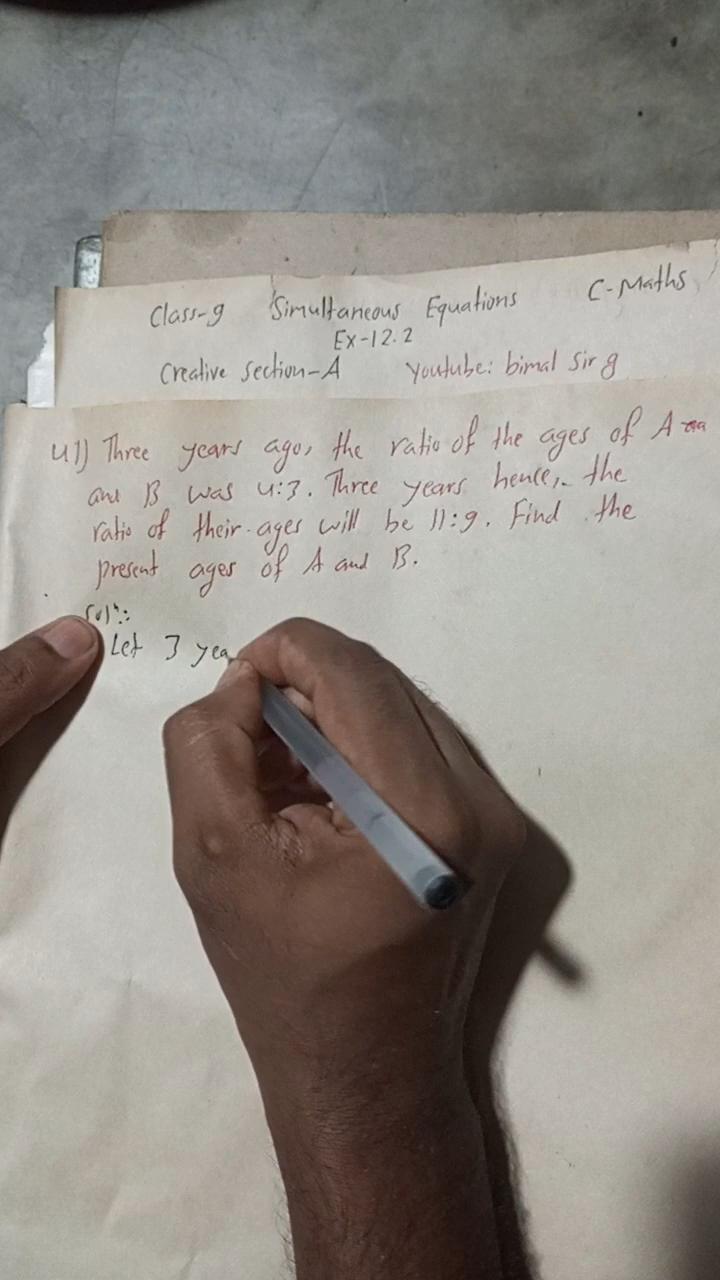 Class-9 Simultaneous Equations C-Maths
Ex-12.2
Creative section-A Youtube: bimal sir g
41) Three years ago, the ratio of the ages of A
and B was 4:3. Three years hence, the
ratio of their ages will be 11:9. Find the
present ages of A and B.
Solⁿ:
Let 3 yea